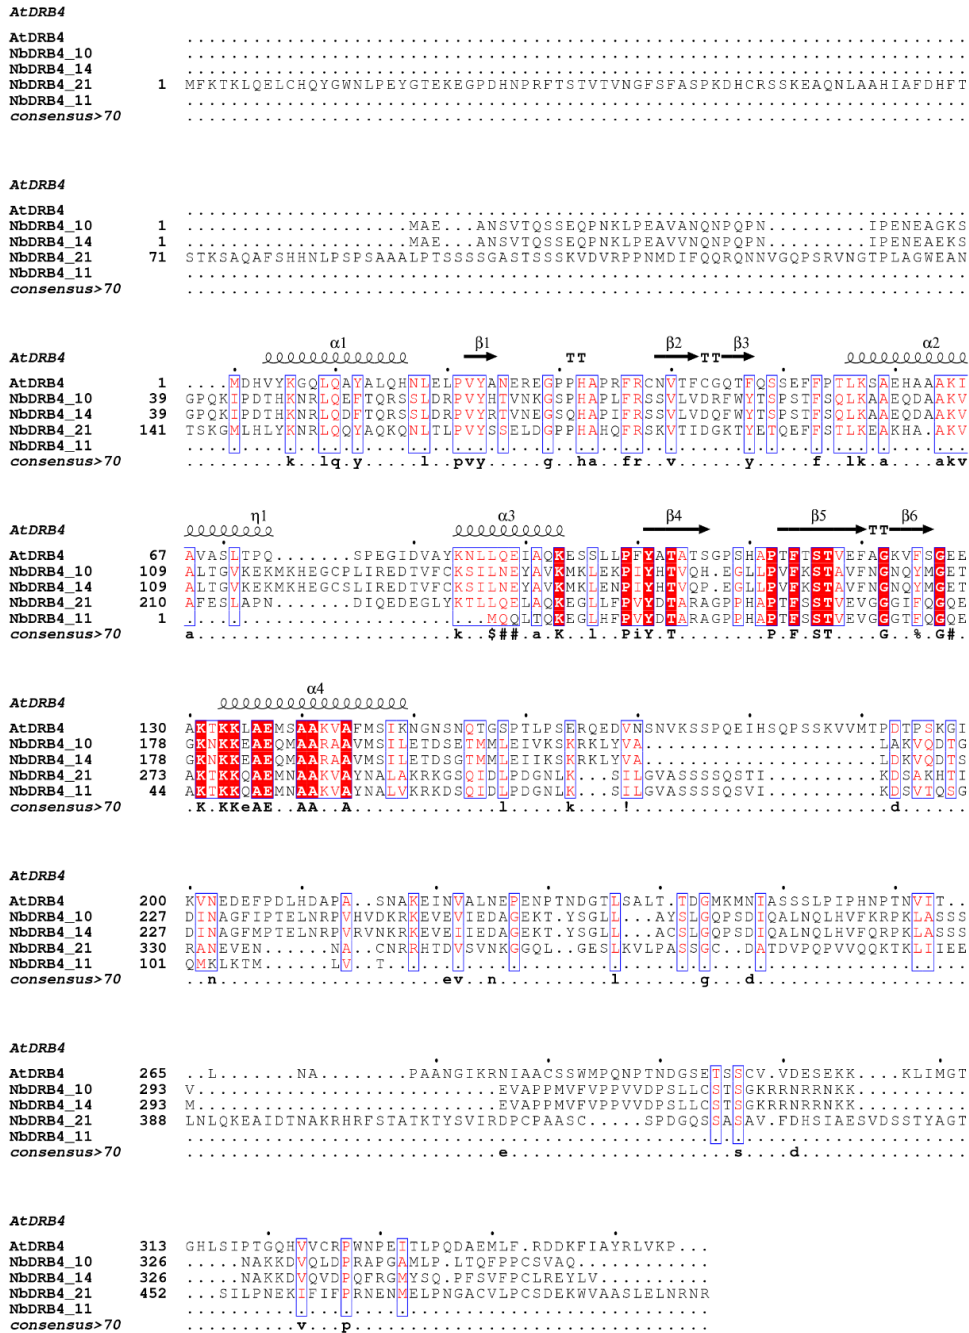 AtDRB4
AtDRB4 ......................................................................
NbDRB4_10 ......................................................................
NbDRB4_14 ......................................................................
NbDRB4_21 1 MFKTKLQELCHQYGWNLPEYGTEKEGPDHNPRFTSTVTVNGFSFASPKDHCRSSKEAQNLAAHIAFDHFT
NbDRB4_11 ......................................................................
consensus>70 ......................................................................
AtDRB4
AtDRB4 ......................................................................
NbDRB4_10 1 ....................MAE...ANSVTQSSEQPNKLPEAVANQNPQPN.........IPENEAGKS
NbDRB4_14 1 ....................MAE...ANSVTQSSEQPNKLPEAVVNQNPQPN.........IPENEAEKS
NbDRB4_21 71 STKSAQAFSHHNLPSPSAAALPTSSSSGASTSSSKVDVRPPNMDIFQQRQNNVGQPSRVNGTPLAGWEAN
NbDRB4_11 ......................................................................
consensus>70 ......................................................................
α1 β1 β2 β3 α2
AtDRB4 TT TT
AtDRB4 1 ....MDHVYKGQLQAYALQHNLELPVYANEREGPPHAPRFRCNVTFCGQTFQSSEFFPTLKSAEHAAAKI
NbDRB4_10 39 GPQKIPDTHKNRLQEFTQRSSLDRPVYHTVNKGSPHAPLFRSSVLVDRFWYTSPSTFSQLKAAEQDAAKV
NbDRB4_14 39 GPQKIPDTHKNRLQDFTQRSSLDRPVYRTVNEGSQHAPRFRSSVLVDQFWYTSPSTFSQLKAAEQDAAKV
NbDRB4_21 141 TSKGMLHLYKNRLQQYAQKQNLTLPVYSSELDGPPHAHQFRSKVTIDGKTYETQEFFSTLKEAKHA.AKV
NbDRB4_11 ......................................................................
consensus>70 .........k..lq.y.....l..pvy.....g..ha..fr..v......y.....f..lk.a....akv
η1 α3 β4 β5 β6
AtDRB4 TT
AtDRB4 67 AVASLTPQ........SPEGIDVAYKNLLQEIAQKESSLLPFYATATSGPSHAPTFTSTVEFAGKVFSGEE
NbDRB4_10 109 ALTGVKEKMKHEGCPLIREDTVFCKSILNEYAVKMKLEKPIYHTVQH.EGLLPVFKSTAVFNGNQYMGET
NbDRB4_14 109 ALTGVKEKMKHEGCSLIREDTVFCKSILNEYAVKMKLENPIYHTVQP.EGLLPVFKSTAVFNGNQYMGET
NbDRB4_21 210 AFESLAPN.......DIQEDEGLYKTLLQELAQKEGLLFPVYDTARAGPPHAPTFSSTVEVGGGIFQGQE
NbDRB4_11 1 ...........................MQQLTQKEGLHFPVYDTARAGPPHAPTFSSTVEVGGTFQGQE
consensus>70 a.......................k..$##.a.K..l..PiY.T........P.F.ST....G..%.G#.
α4
AtDRB4
AtDRB4 130 AKTKKLAEMSAAKVAFMSIKNGNSNQTGSPTLPSERQEDVNSNVKSSPQEIHSQPSSKVVMTPDTPSKGI
NbDRB4_10 178 GKNKKEAEQMAARAAVMSILETDSETMMLEIVKSKRKLYVA......................LAKVQDTG
NbDRB4_14 178 GKNKKEAEQMAARAAVMSILETDSGTMMLEIIKSKRKLYVA......................LDKVQDTS
NbDRB4_21 273 AKTKKQAEMNAAKVAYNALAKRKGSQIDLPDGNLK...SILGVASSSSQSTI.........KDSAKHTI
NbDRB4_11 44 AKTKKQAEMNAAKVAYNALVKRKDSQIDLPDGNLK...SILGVASSSSQSVI.........KDSVTQSG
consensus>70 .K.KKeAE..AA..A.............l.....k....!........................d......
AtDRB4
AtDRB4 200 KVNEDEFPDLHDAPA..SNAKEINVALNEPENPTNDGTLSALT.TDGMKMNIASSSLPIPHNPTNVIT...
NbDRB4_10 227 DINAGFIPTELNRPVHVDKRKEVEVIEDAGEKT.YSGLL...AYSLGQPSDIQALNQLHVFKRPKLASSS
NbDRB4_14 227 DINAGFMPTELNRPVRVNKRKEVEIIEDAGEKT.YSGLL...ACSLGQPSDIQALNQLHVFQRPKLASSS
NbDRB4_21 330 RANEVEN.....NA..CNRRHTDVSVNKGGQL.GESLKVLPASSGC.DATDVPQPVVQQKTKLIIEE
NbDRB4_11 101 QMKLKTM......LV..T....................................................
consensus>70 ..n....................ev..n..........l.......g...d...................
AtDRB4
AtDRB4 265 ..L.......NA........PAANGIKRNIAACSSWMPQNPTNDGSETSSCV.VDESEKK...KLIMGT
NbDRB4_10 293 V...........................EVAPPMVFVPPVVDPSLLCSTSGKRRNRRNKK..........
NbDRB4_14 293 M...........................EVAPPMVFVPPVVDPSLLCSTSGKRRNRRNKK..........
NbDRB4_21 388 LNLQKEAIDTNAKRHRFSTATKTYSVIRDPCPAASC.....SPDGQSSASAVFDHSIAESVDSSTYAGT
NbDRB4_11 ......................................................................
consensus>70 ............................e....................s....d...............
AtDRB4
AtDRB4 313 GHLSIPTGQHVVCRPWNPEITLPQDAEMLF.RDDKFIAYRLVKP...
NbDRB4_10 326 .....NAKKDVQLDPRAPGAMLP.LTQFPPCSVAQ............
NbDRB4_14 326 .....NAKKDVQVDPQFRGMYSQ.PFSVFPCLREYLV..........
NbDRB4_21 452 ...SILPNEKIFIFPRNENMELPNGACVLPCSDEKWVAASLELNRNR
NbDRB4_11 ...............................................
consensus>70 ..........v...p................................